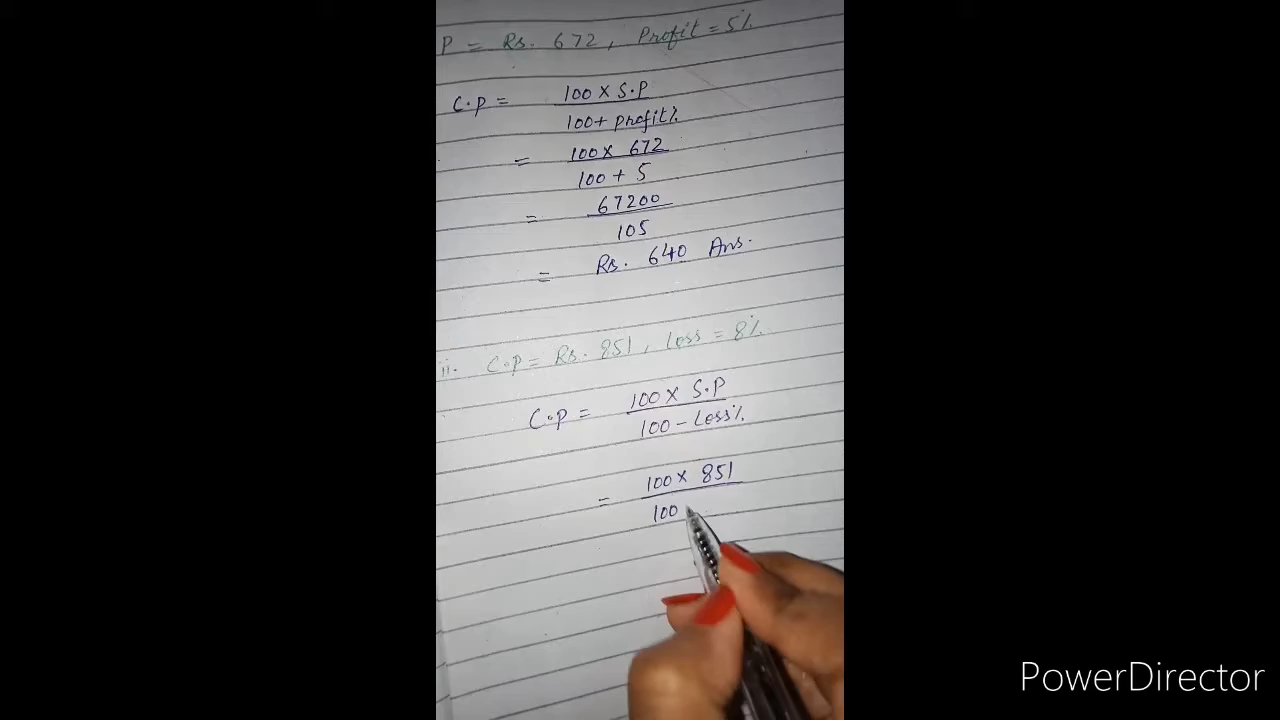 P = Rs. 672, Profit = 5%
C.P = 100 × S.P
100 + profit%
= 100 × 672
100 + 5
= 67200
105
= Rs. 640 Ans.
ii. C.P = Rs. 851, Loss = 8%
C.P = 100 × S.P
100 - Loss%
= 100 × 851
100
PowerDirector